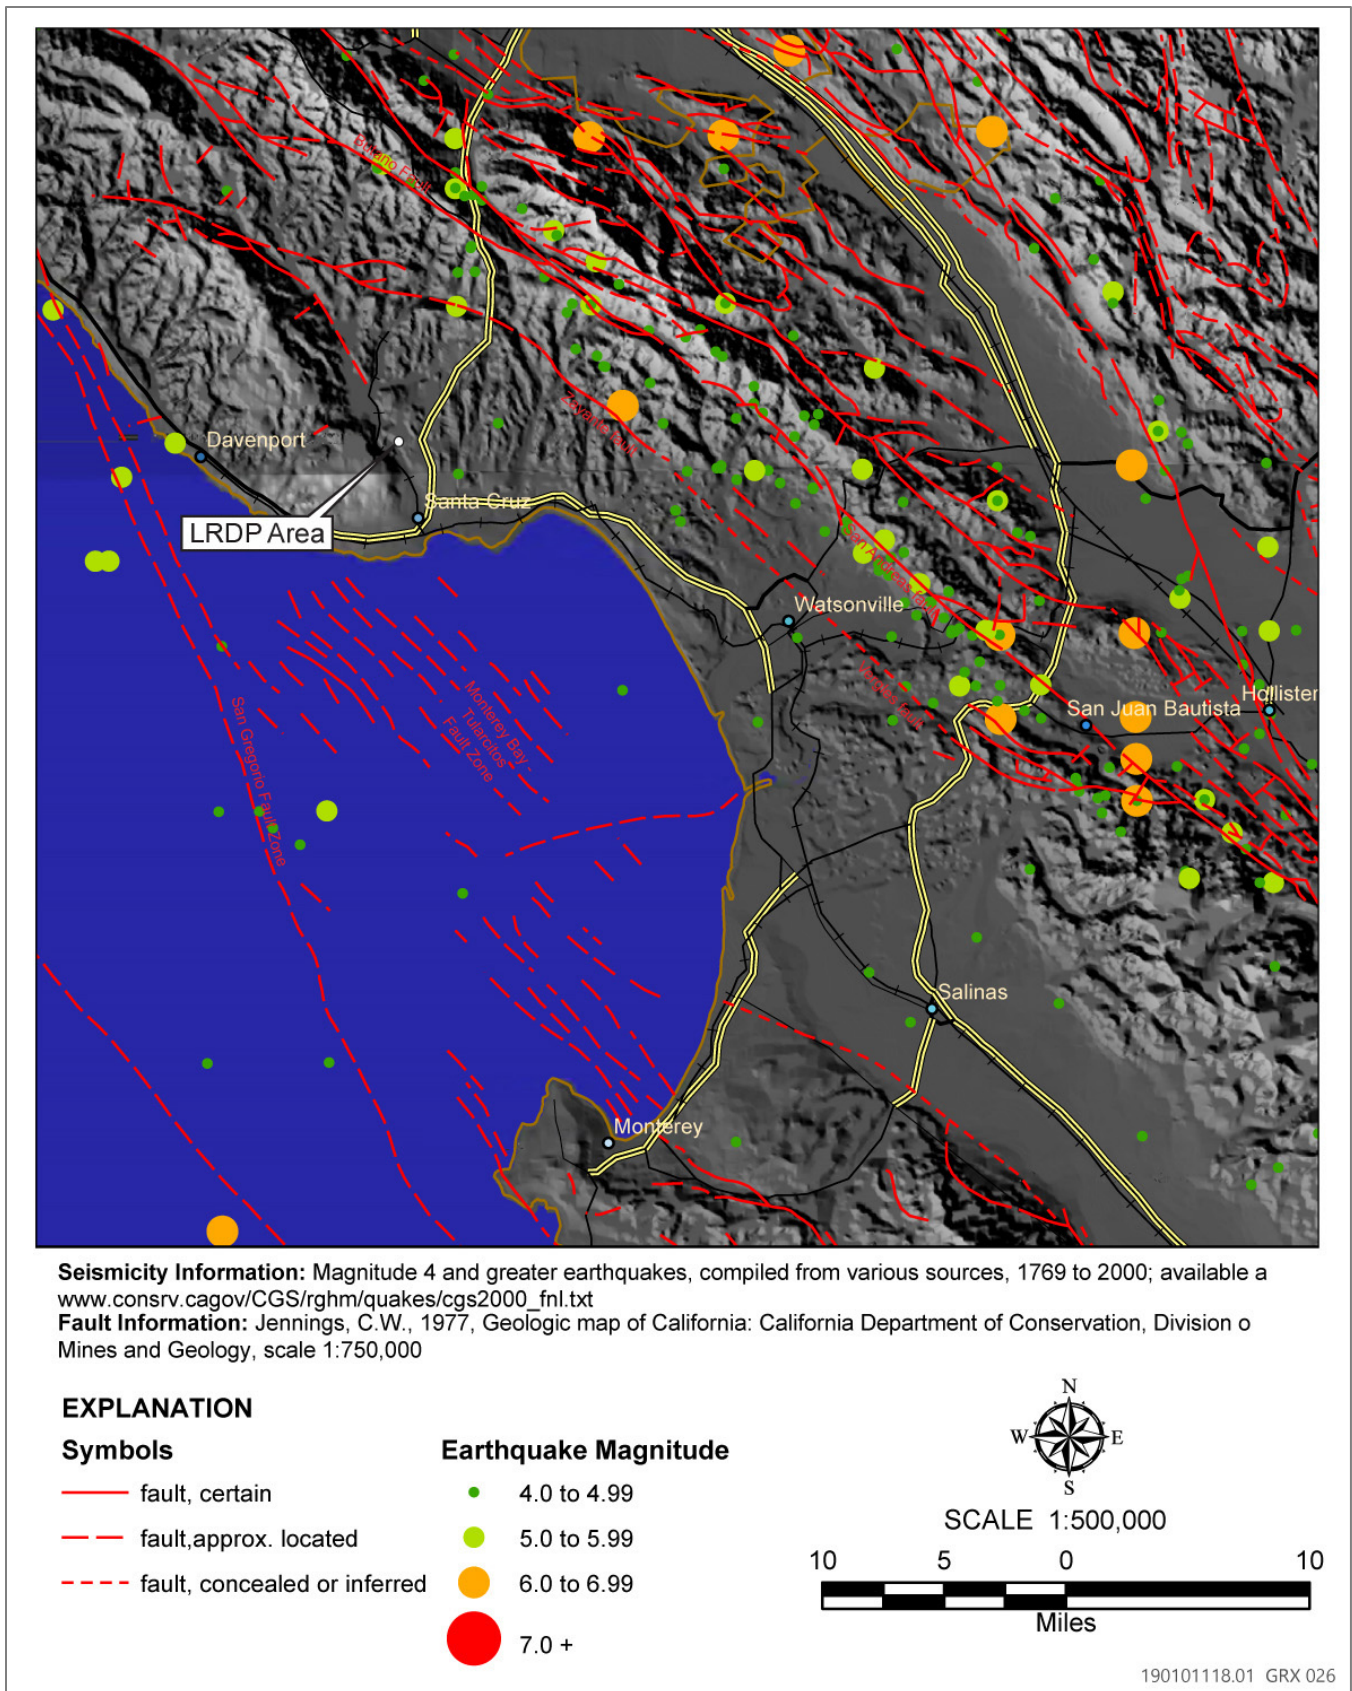 Butano Fault
Zayante fault
Davenport
Santa Cruz
LRDP Area
San Andreas fault
Watsonville
Vergeles fault
Hollister
San Juan Bautista
Monterey Bay -
Tularcitos
Fault Zone
San Gregorio Fault Zone
Salinas
Monterey
Seismicity Information: Magnitude 4 and greater earthquakes, compiled from various sources, 1769 to 2000; available a
www.consrv.cagov/CGS/rghm/quakes/cgs2000_fnl.txt
Fault Information: Jennings, C.W., 1977, Geologic map of California: California Department of Conservation, Division o
Mines and Geology, scale 1:750,000
EXPLANATION
Symbols
fault, certain
fault,approx. located
fault, concealed or inferred
Earthquake Magnitude
4.0 to 4.99
5.0 to 5.99
6.0 to 6.99
7.0 +
N
W E
S
SCALE 1:500,000
10 5 0 10
Miles
190101118.01 GRX 026